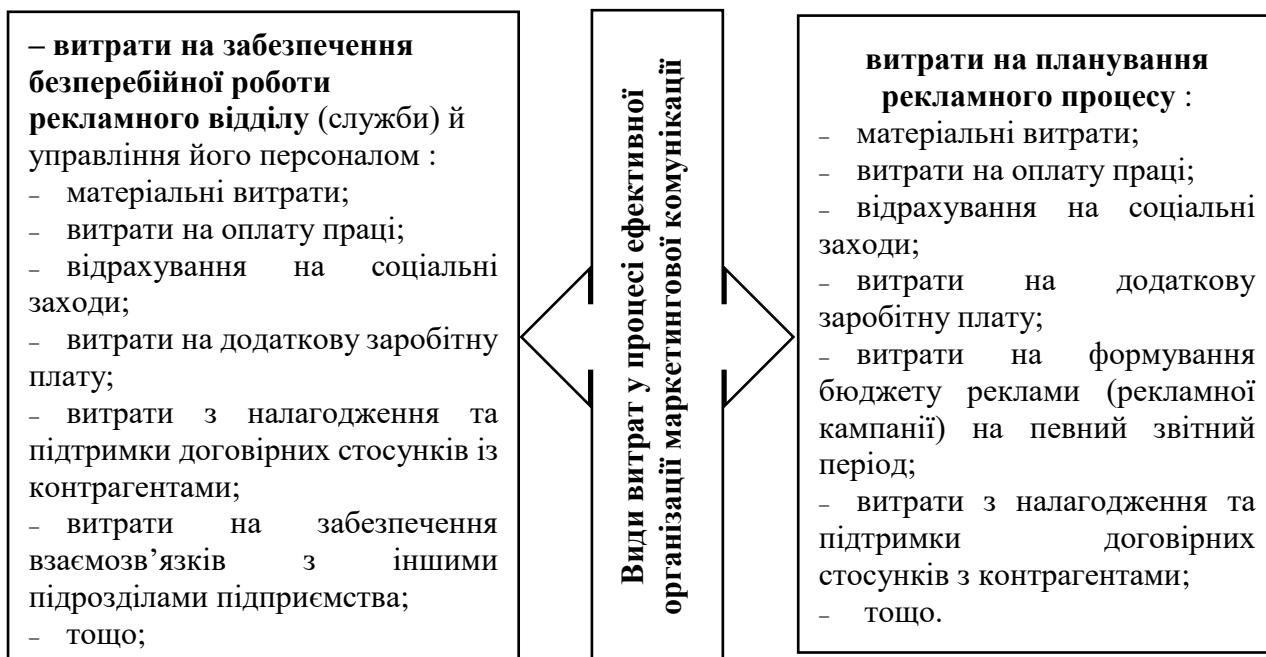 – витрати на забезпечення
безперебійної роботи
рекламного відділу (служби) й
управління його персоналом :
– матеріальні витрати;
– витрати на оплату праці;
– відрахування на соціальні
заходи;
– витрати на додаткову заробітну
плату;
– витрати з налагодження та
підтримки договірних стосунків із
контрагентами;
– витрати на забезпечення
взаємозв’язків з іншими
підрозділами підприємства;
– тощо;
Види витрат у процесі ефективної
організації маркетингової комунікації
витрати на планування
рекламного процесу :
– матеріальні витрати;
– витрати на оплату праці;
– відрахування на соціальні
заходи;
– витрати на додаткову
заробітну плату;
– витрати на формування
бюджету реклами (рекламної
кампанії) на певний звітний
період;
– витрати з налагодження та
підтримки договірних
стосунків з контрагентами;
– тощо.